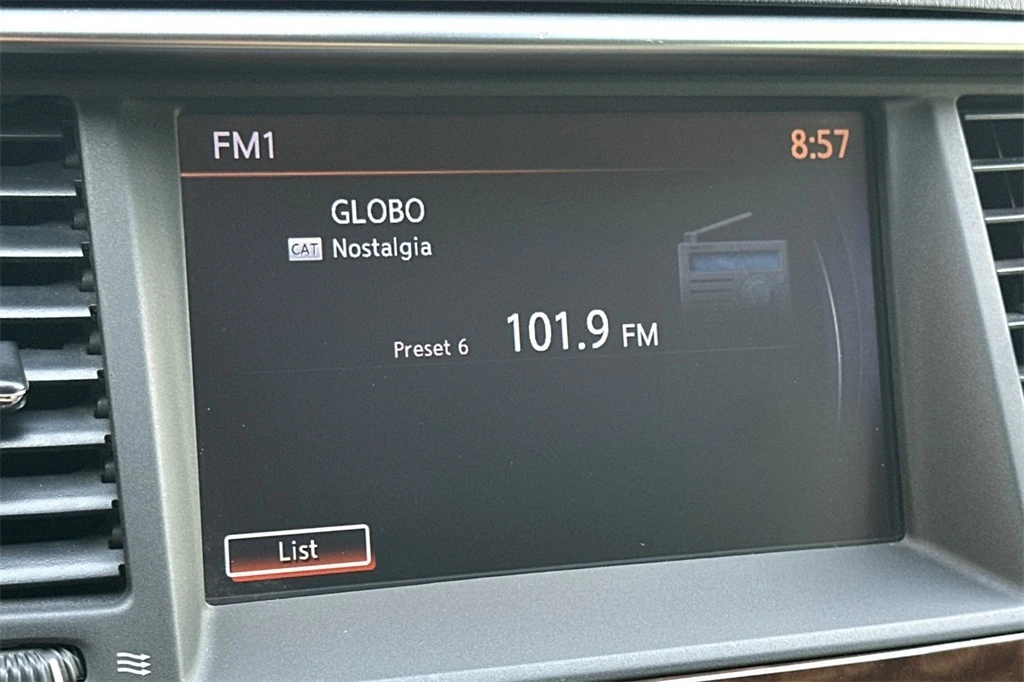 FM1 8:57
GLOBO
CAT Nostalgia
Preset 6 101.9 FM
List